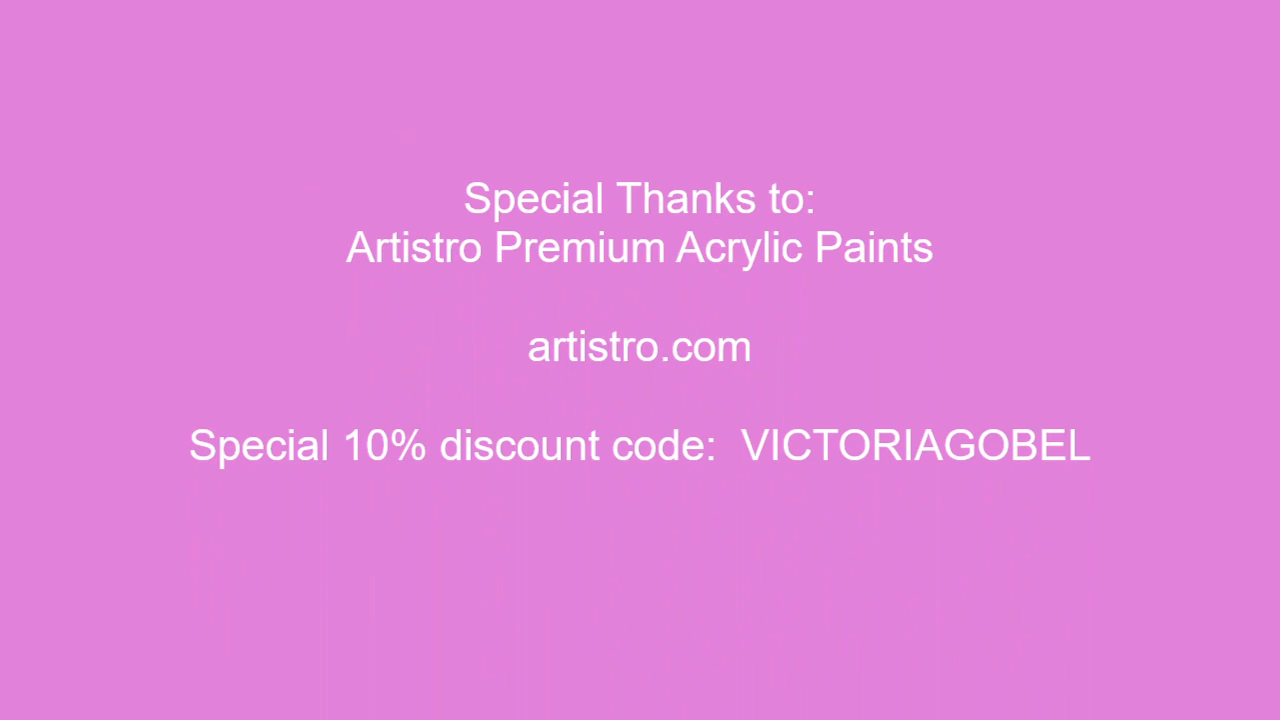 Special Thanks to:
Artistro Premium Acrylic Paints
artistro.com
Special 10% discount code:  VICTORIAGOBEL